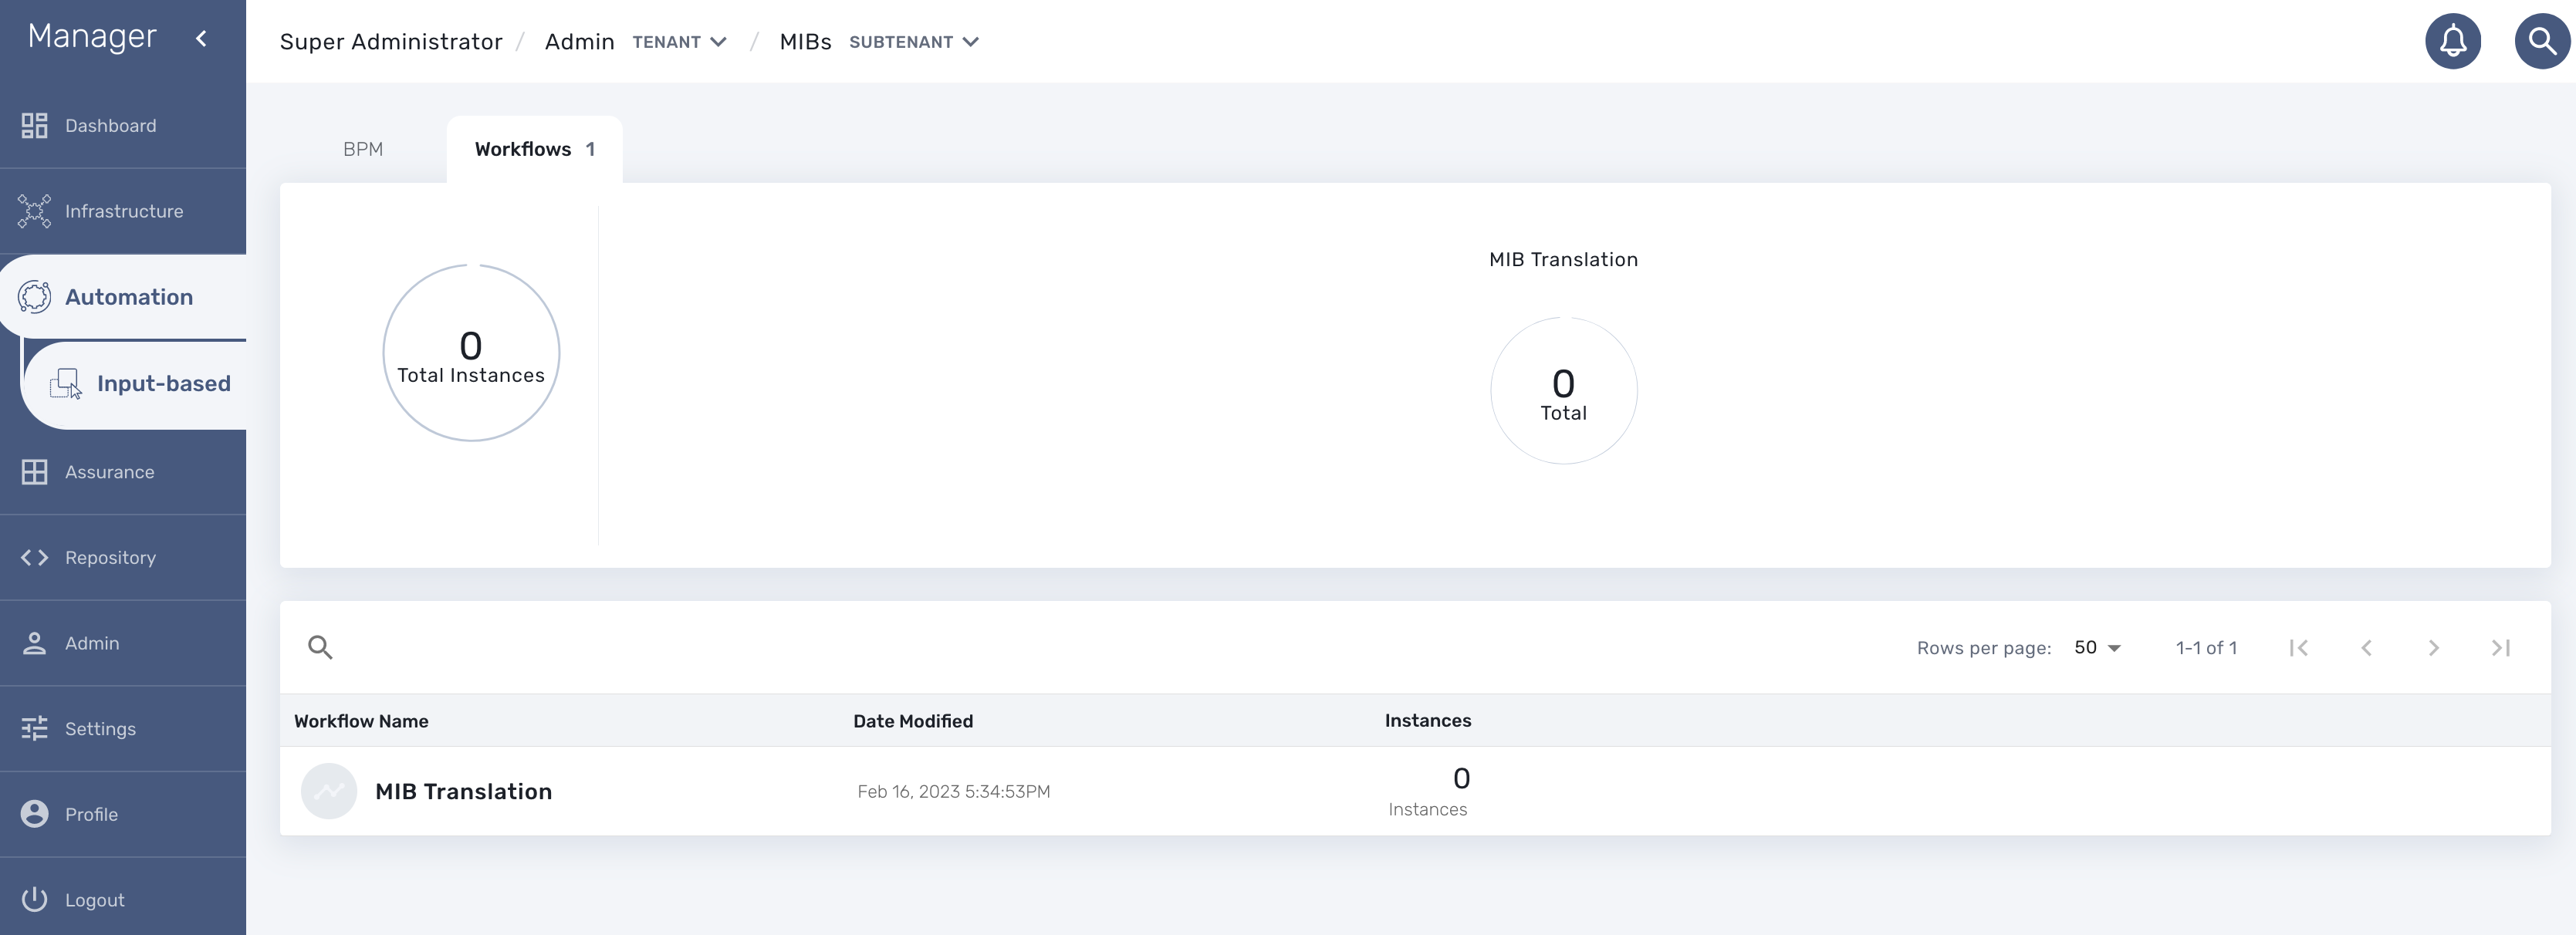 Manager
Super Administrator / Admin TENANT / MIBs SUBTENANT
Dashboard
Infrastructure
Automation
Input-based
Assurance
Repository
Admin
Settings
Profile
Logout
BPM
Workflows 1
0
Total Instances
MIB Translation
0
Total
Rows per page: 50 1-1 of 1
Workflow Name Date Modified Instances
MIB Translation Feb 16, 2023 5:34:53PM 0
Instances